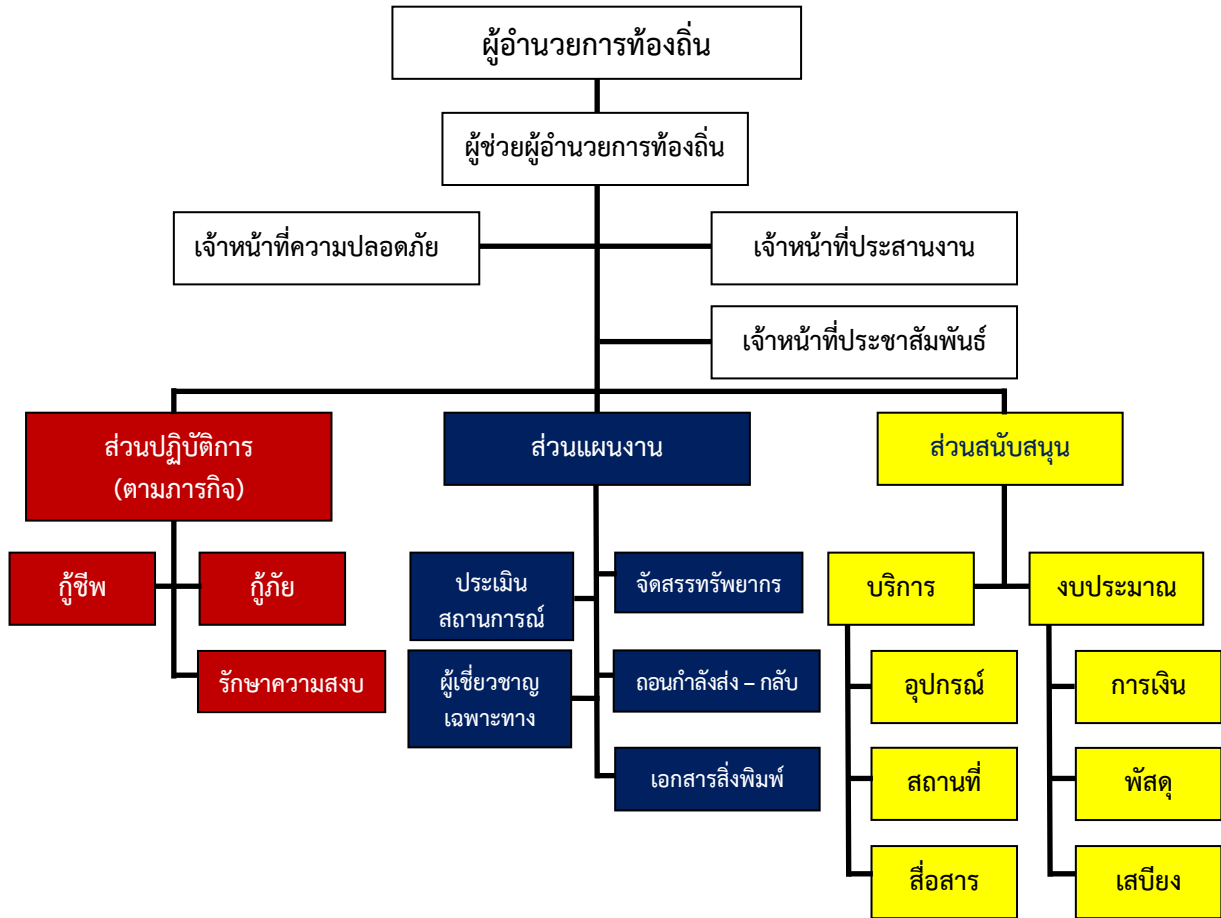 ผู้อำนวยการท้องถิ่น
ผู้ช่วยผู้อำนวยการท้องถิ่น
เจ้าหน้าที่ความปลอดภัย
เจ้าหน้าที่ประสานงาน
เจ้าหน้าที่ประชาสัมพันธ์
ส่วนปฏิบัติการ
(ตามภารกิจ)
ส่วนแผนงาน
ส่วนสนับสนุน
กู้ชีพ
กู้ภัย
รักษาความสงบ
ประเมิน
สถานการณ์
จัดสรรทรัพยากร
ผู้เชี่ยวชาญ
เฉพาะทาง
ถอนกำลังส่ง – กลับ
เอกสารสิ่งพิมพ์
บริการ
งบประมาณ
อุปกรณ์
การเงิน
สถานที่
พัสดุ
สื่อสาร
เสบียง